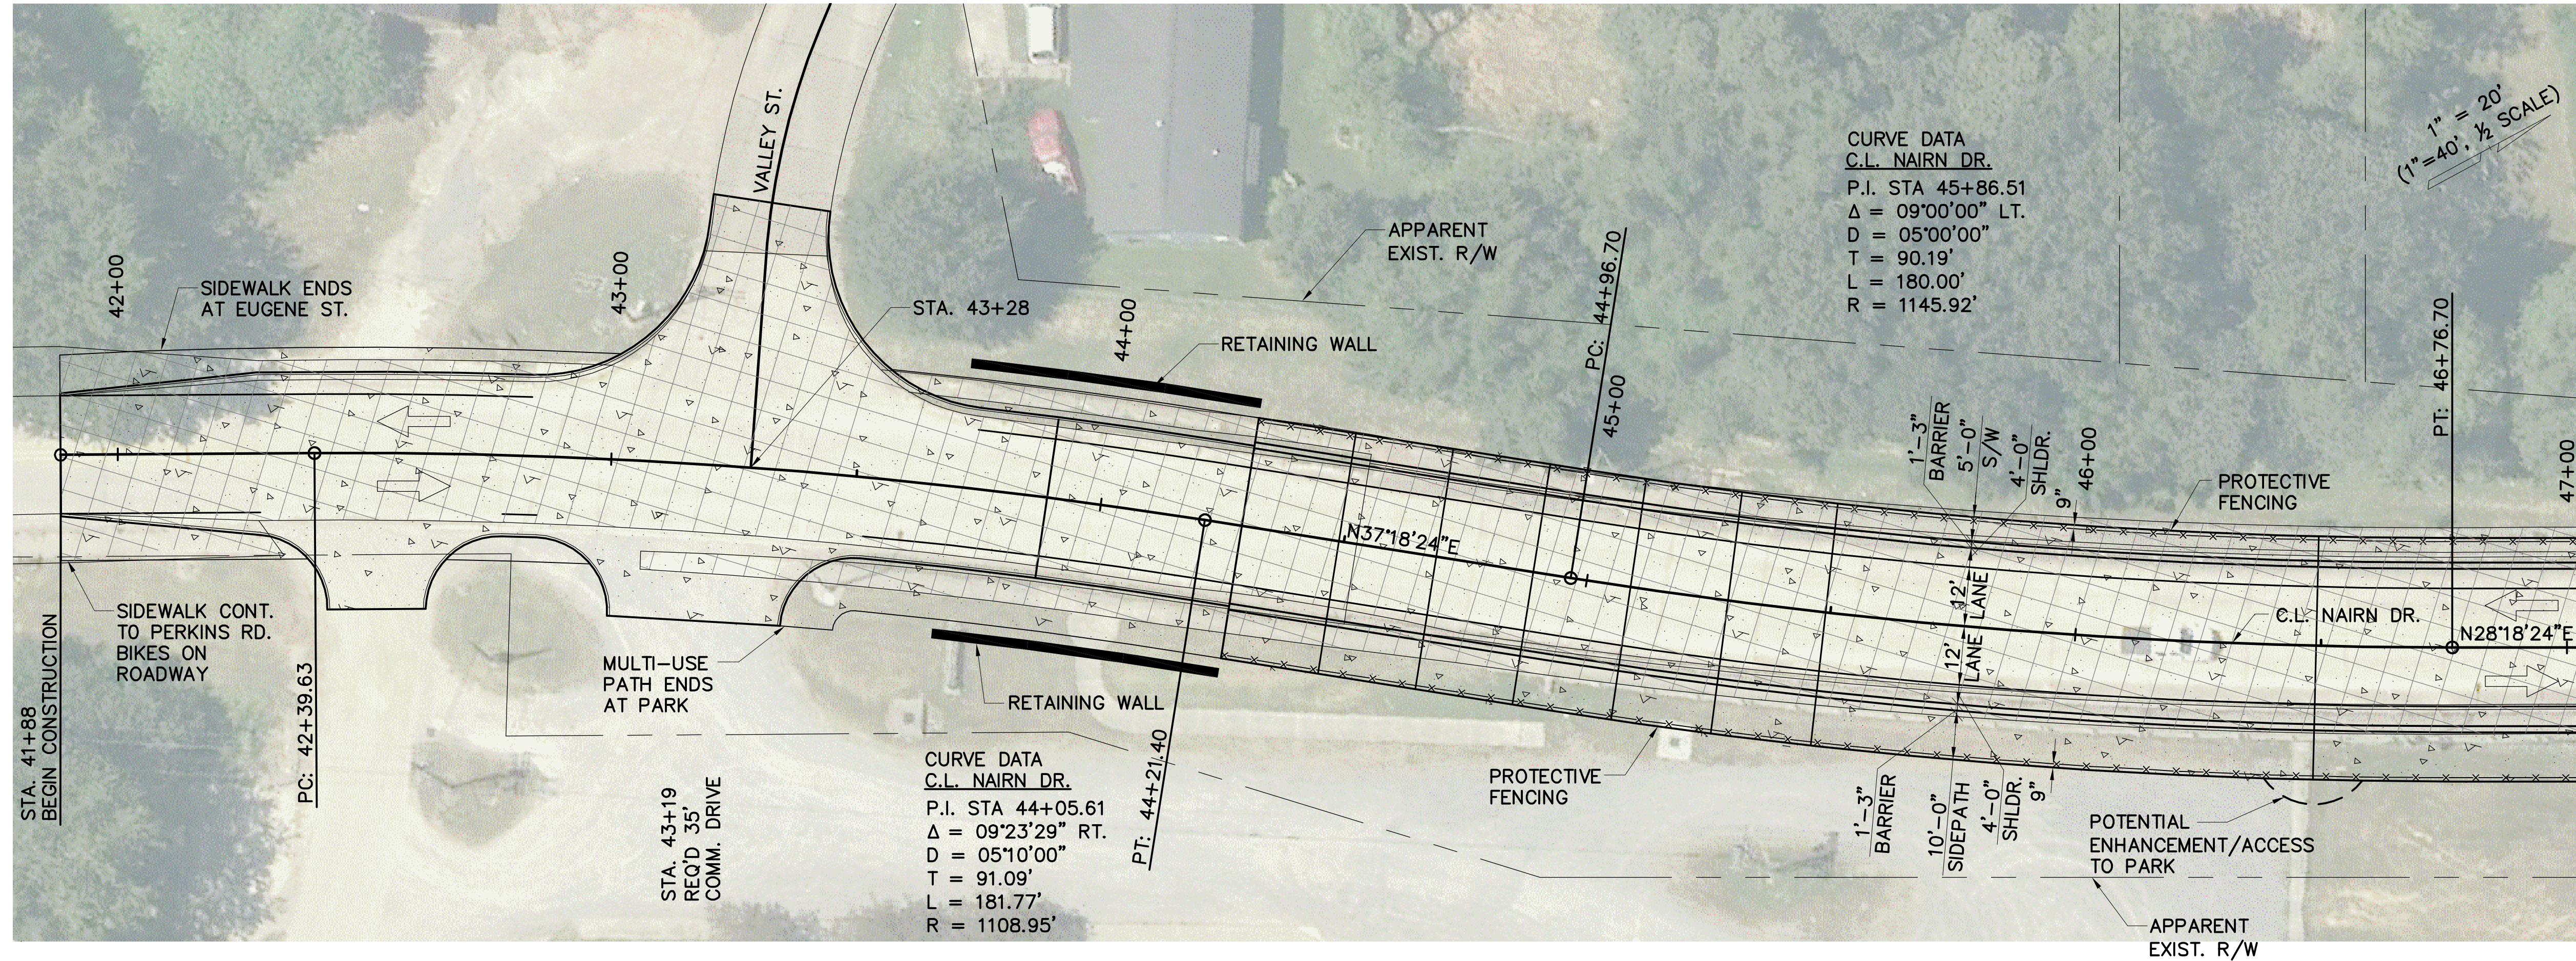 VALLEY ST.
1" = 20'
(1"=40', ½ SCALE)
CURVE DATA
C.L. NAIRN DR.
P.I. STA 45+86.51
Δ = 09°00'00" LT.
D = 05°00'00"
T = 90.19'
L = 180.00'
R = 1145.92'
APPARENT
EXIST. R/W
SIDEWALK ENDS
AT EUGENE ST.
42+00
43+00
STA. 43+28
44+00
RETAINING WALL
PC: 44+96.70
45+00
PT: 46+76.70
1'-3"
BARRIER
5'-0"
S/W
4'-0"
SHLDR.
9"
46+00
PROTECTIVE
FENCING
47+00
N37°18'24"E
12'
LANE
12'
LANE
C.L. NAIRN DR.
N28°18'24"E
STA. 41+88
BEGIN CONSTRUCTION
SIDEWALK CONT.
TO PERKINS RD.
BIKES ON
ROADWAY
PC: 42+39.63
MULTI-USE
PATH ENDS
AT PARK
RETAINING WALL
STA. 43+19
REQ'D 35'
COMM. DRIVE
CURVE DATA
C.L. NAIRN DR.
P.I. STA 44+05.61
Δ = 09°23'29" RT.
D = 05°10'00"
T = 91.09'
L = 181.77'
R = 1108.95'
PT: 44+21.40
PROTECTIVE
FENCING
1'-3"
BARRIER
10'-0"
SIDEPATH
4'-0"
SHLDR.
9"
POTENTIAL
ENHANCEMENT/ACCESS
TO PARK
APPARENT
EXIST. R/W